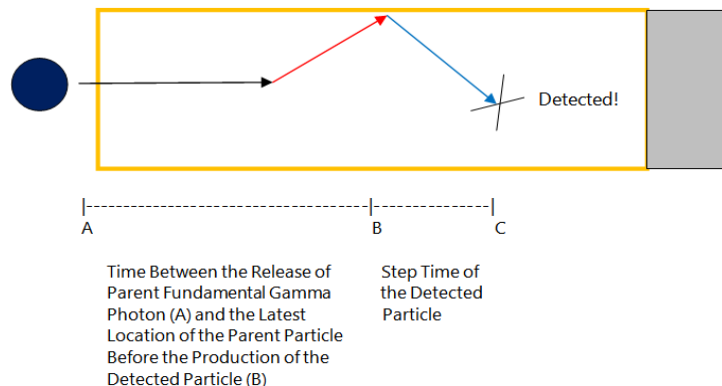 Detected!
|-----------------------------------|---------------|
A B C
Time Between the Release of
Parent Fundamental Gamma
Photon (A) and the Latest
Location of the Parent Particle
Before the Production of the
Detected Particle (B)
Step Time of
the Detected
Particle